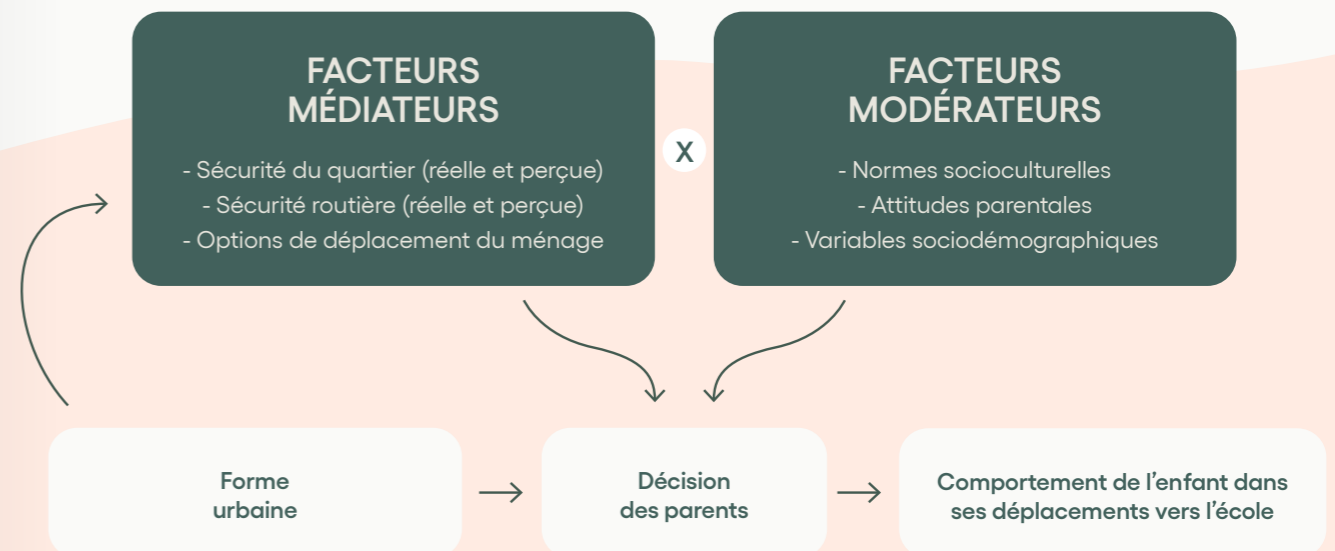 FACTEURS
MÉDIATEURS
- Sécurité du quartier (réelle et perçue)
- Sécurité routière (réelle et perçue)
- Options de déplacement du ménage
X
FACTEURS
MODÉRATEURS
- Normes socioculturelles
- Attitudes parentales
- Variables sociodémographiques
Forme
urbaine
Décision
des parents
Comportement de l’enfant dans
ses déplacements vers l’école